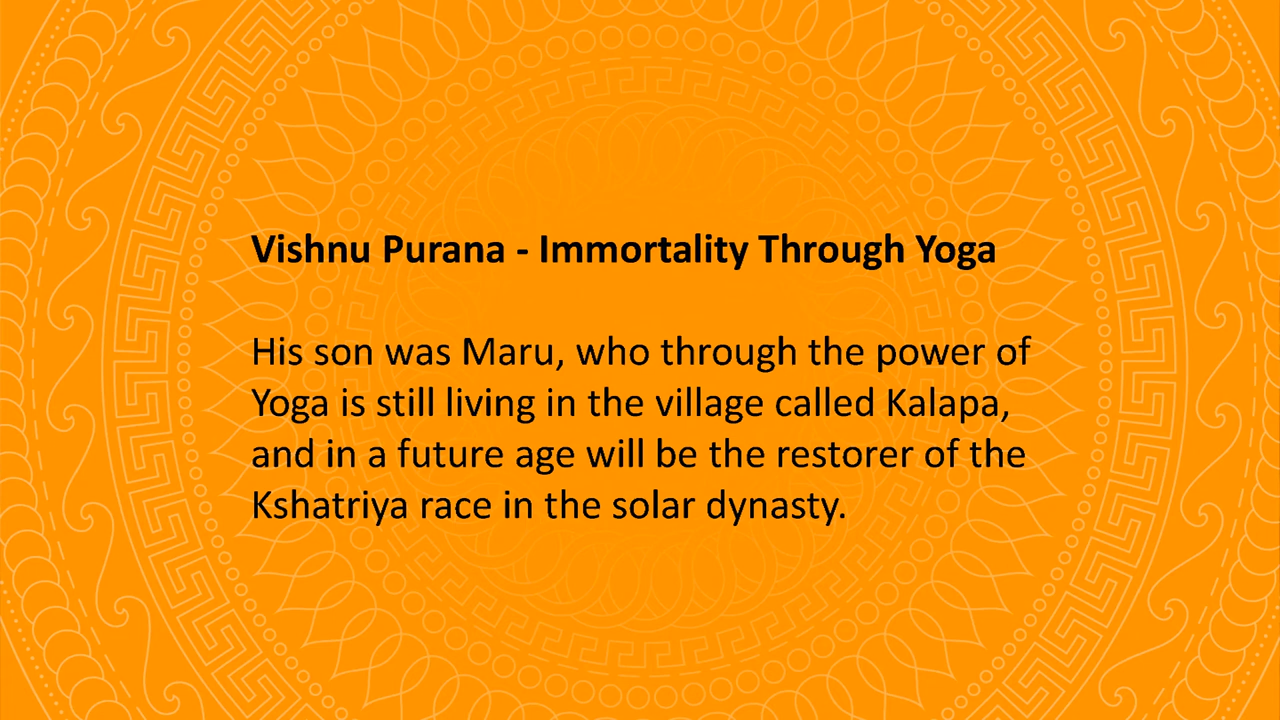 Vishnu Purana - Immortality Through Yoga
His son was Maru, who through the power of
Yoga is still living in the village called Kalapa,
and in a future age will be the restorer of the
Kshatriya race in the solar dynasty.